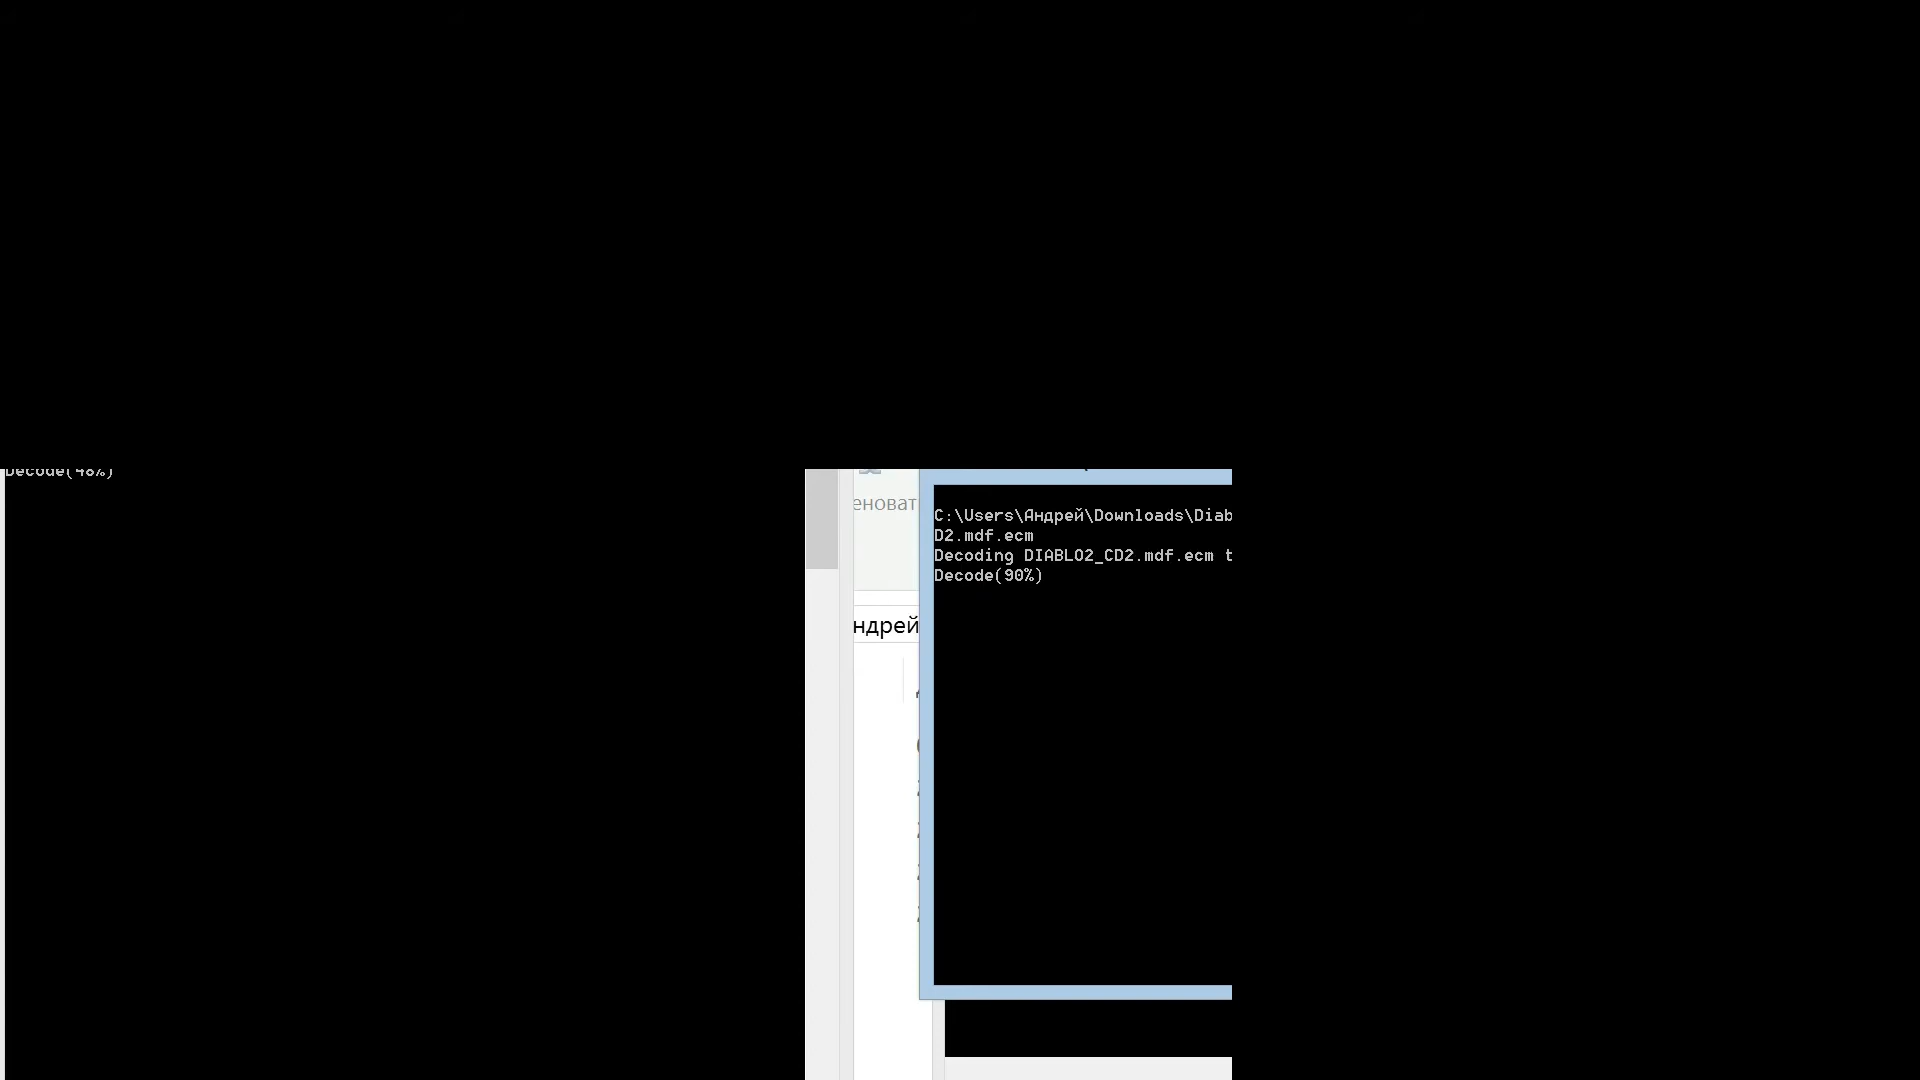 Decode(48%)
еноват
C:\Users\Андрей\Downloads\Diab
D2.mdf.ecm
Decoding DIABLO2_CD2.mdf.ecm t
Decode(90%)
ндрей